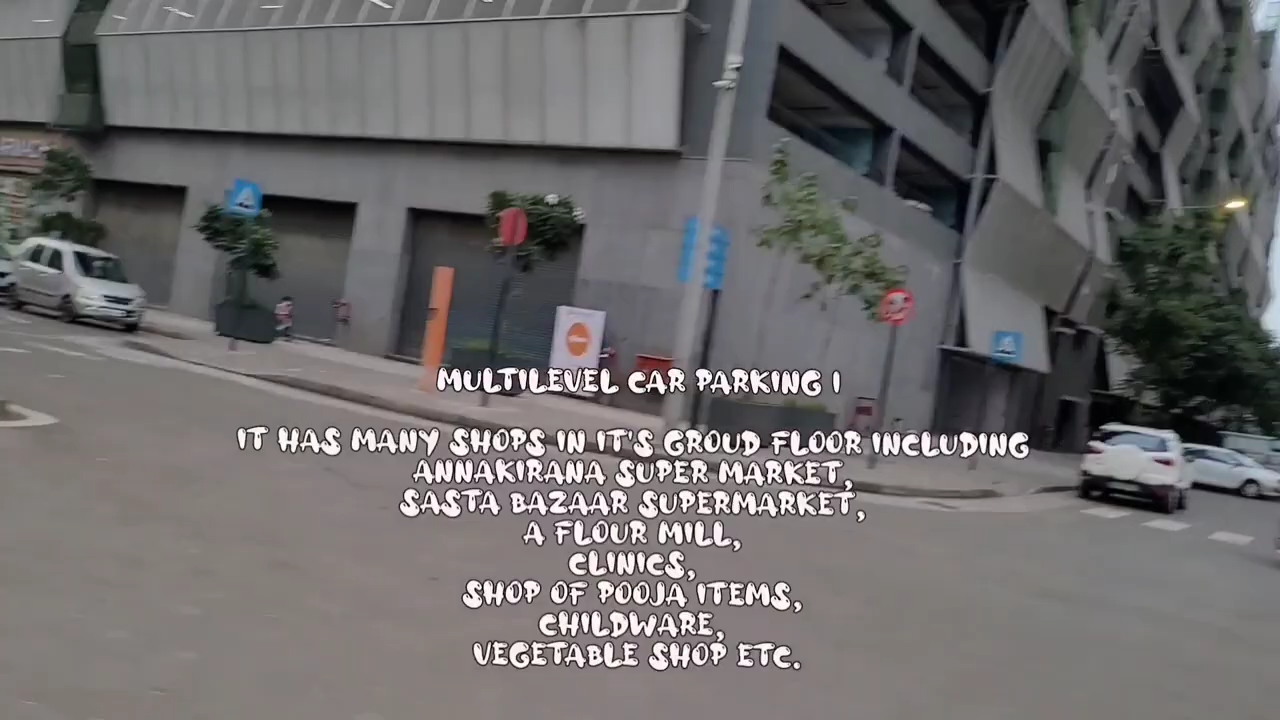 MULTILEVEL CAR PARKING 1
IT HAS MANY SHOPS IN IT'S GROUD FLOOR INCLUDING
ANNAKIRANA SUPER MARKET,
SASTA BAZAAR SUPERMARKET,
A FLOUR MILL,
CLINICS,
SHOP OF POOJA ITEMS,
CHILDWARE,
VEGETABLE SHOP ETC.